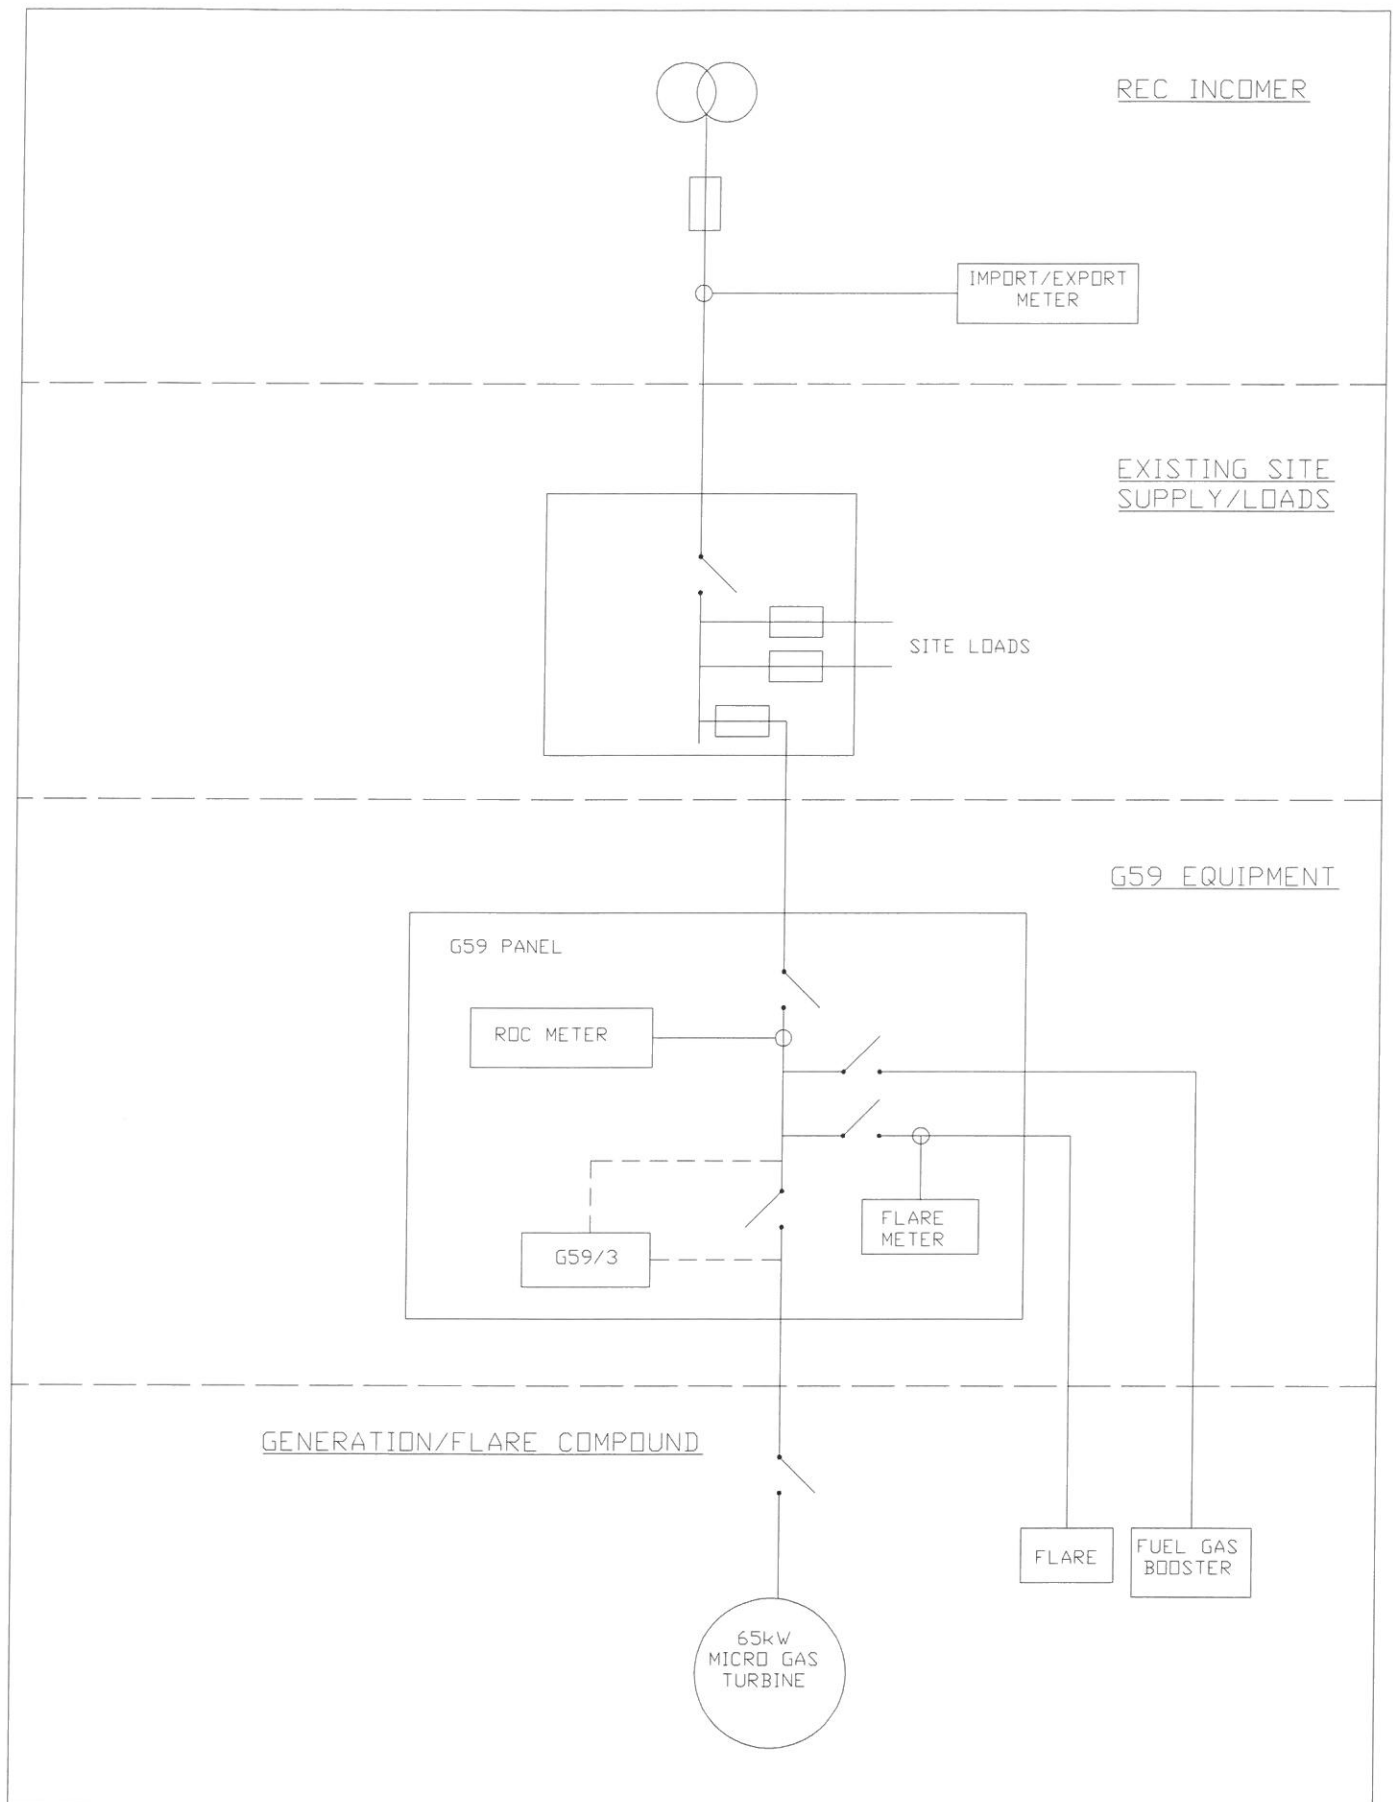 REC INCOMER
IMPORT/EXPORT
METER
EXISTING SITE
SUPPLY/LOADS
SITE LOADS
G59 EQUIPMENT
G59 PANEL
ROC METER
FLARE
METER
G59/3
GENERATION/FLARE COMPOUND
FLARE
FUEL GAS
BOOSTER
65kW
MICRO GAS
TURBINE